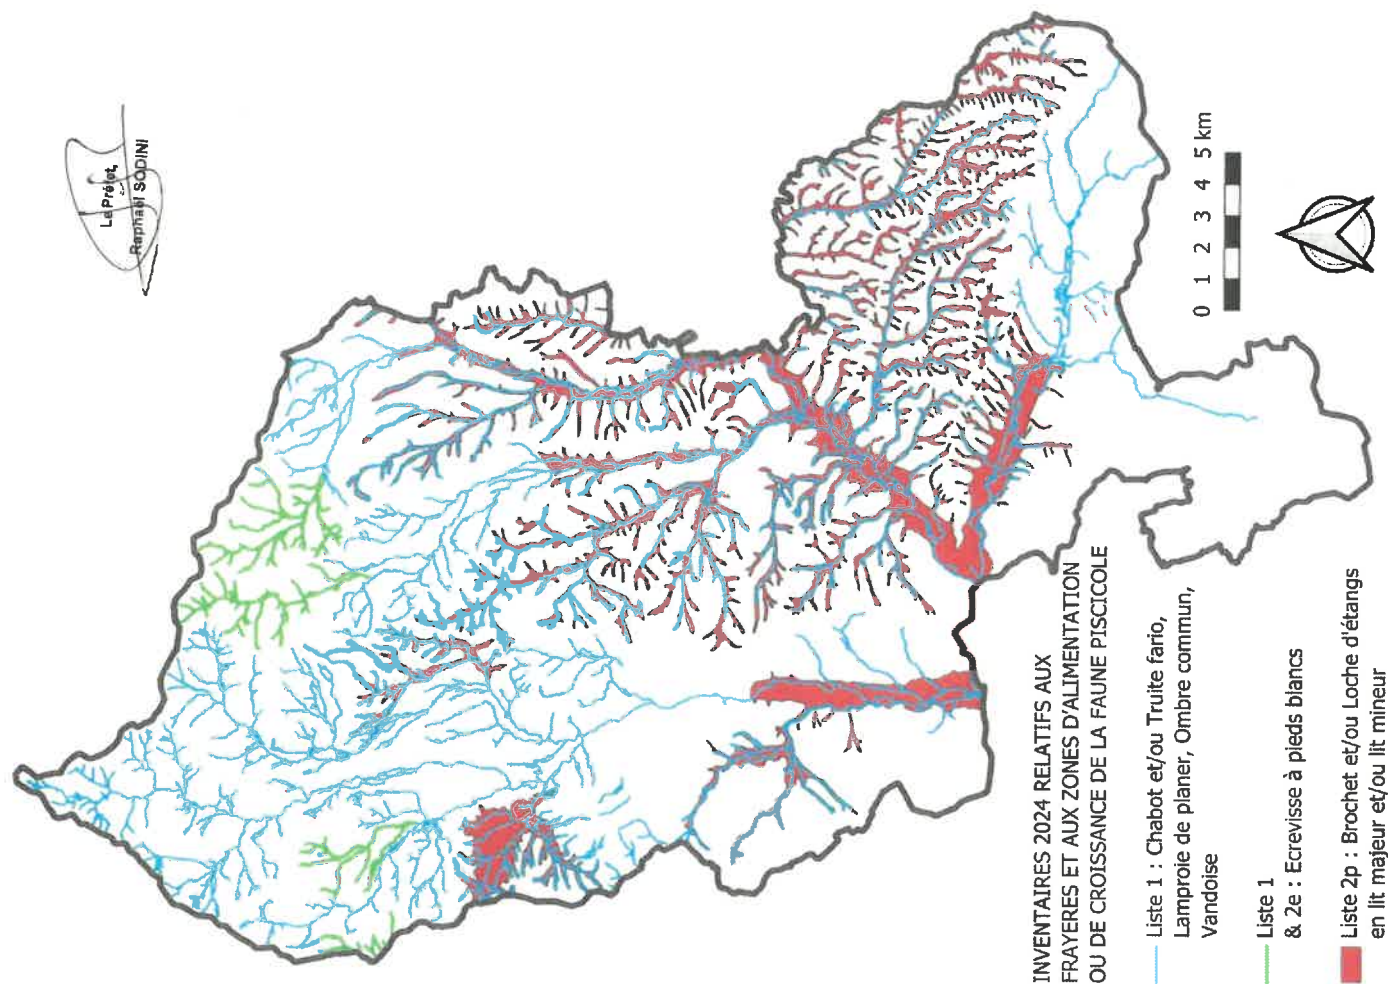 Le Préfet,
Raphaël SODINI
0 1 2 3 4 5 km
INVENTAIRES 2024 RELATIFS AUX
FRAYERES ET AUX ZONES D'ALIMENTATION
OU DE CROISSANCE DE LA FAUNE PISCICOLE
Liste 1 : Chabot et/ou Truite fario,
Lamproie de planer, Ombre commun,
Vandoise
Liste 1
& 2e : Ecrevisse à pieds blancs
Liste 2p : Brochet et/ou Loche d'étangs
en lit majeur et/ou lit mineur